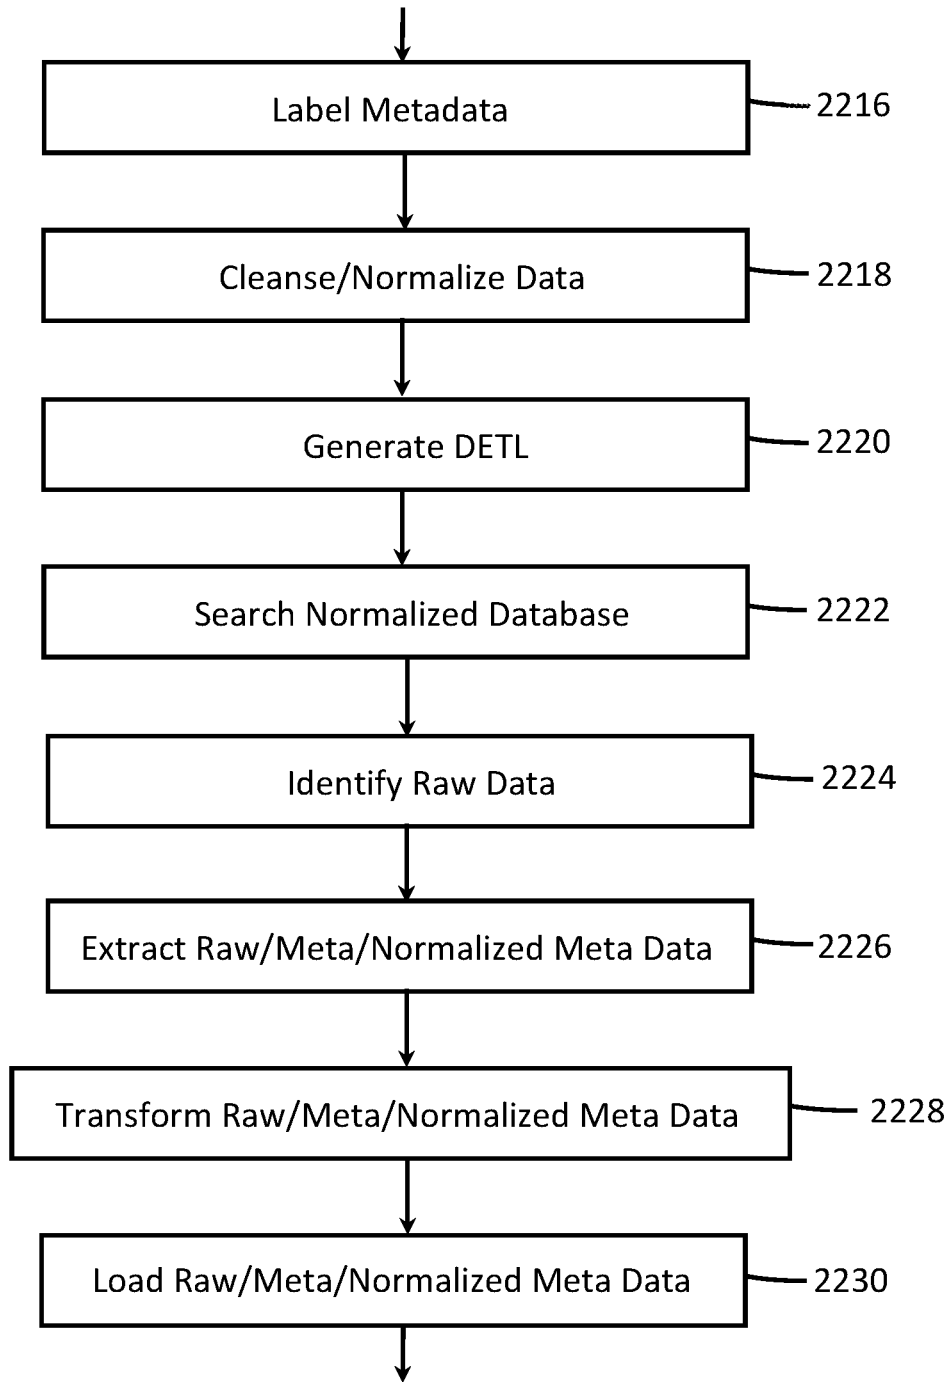 Label Metadata 2216
Cleanse/Normalize Data 2218
Generate DETL 2220
Search Normalized Database 2222
Identify Raw Data 2224
Extract Raw/Meta/Normalized Meta Data 2226
Transform Raw/Meta/Normalized Meta Data 2228
Load Raw/Meta/Normalized Meta Data 2230